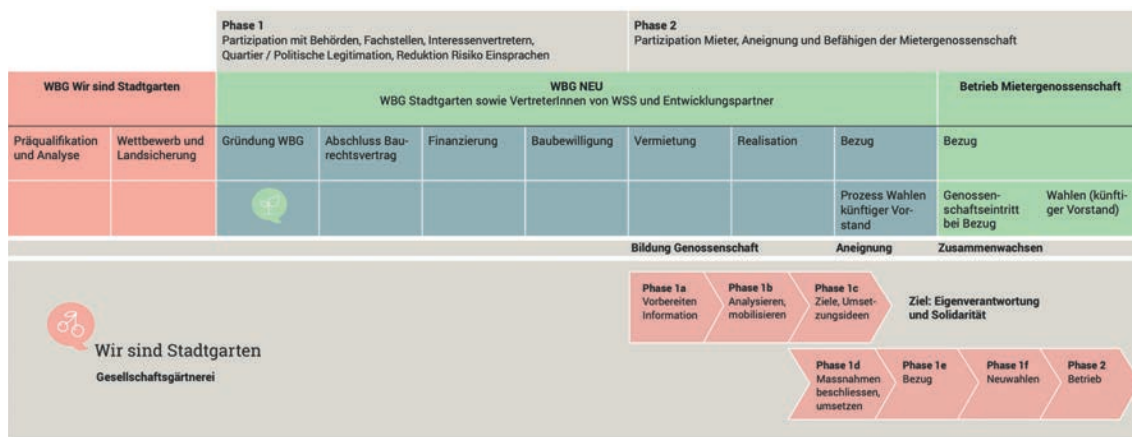 Phase 1
Partizipation mit Behörden, Fachstellen, Interessenvertretern,
Quartier / Politische Legitimation, Reduktion Risiko Einsprachen
Phase 2
Partizipation Mieter, Aneignung und Befähigen der Mietergenossenschaft
WBG Wir sind Stadtgarten
WBG NEU
WBG Stadtgarten sowie VertreterInnen von WSS und Entwicklungspartner
Betrieb Mietergenossenschaft
Präqualifikation
und Analyse
Wettbewerb und
Landsicherung
Gründung WBG
Abschluss Bau-
rechtsvertrag
Finanzierung
Baubewilligung
Vermietung
Realisation
Bezug
Bezug
Prozess Wahlen
künftiger Vor-
stand
Genossen-
schaftseintritt
bei Bezug
Wahlen (künfti-
ger Vorstand)
Bildung Genossenschaft
Aneignung
Zusammenwachsen
Phase 1a
Vorbereiten
Information
Phase 1b
Analysieren,
mobilisieren
Phase 1c
Ziele, Umset-
zungsideen
Ziel: Eigenverantwortung
und Solidarität
Wir sind Stadtgarten
Gesellschaftsgärtnerei
Phase 1d
Massnahmen
beschliessen,
umsetzen
Phase 1e
Bezug
Phase 1f
Neuwahlen
Phase 2
Betrieb